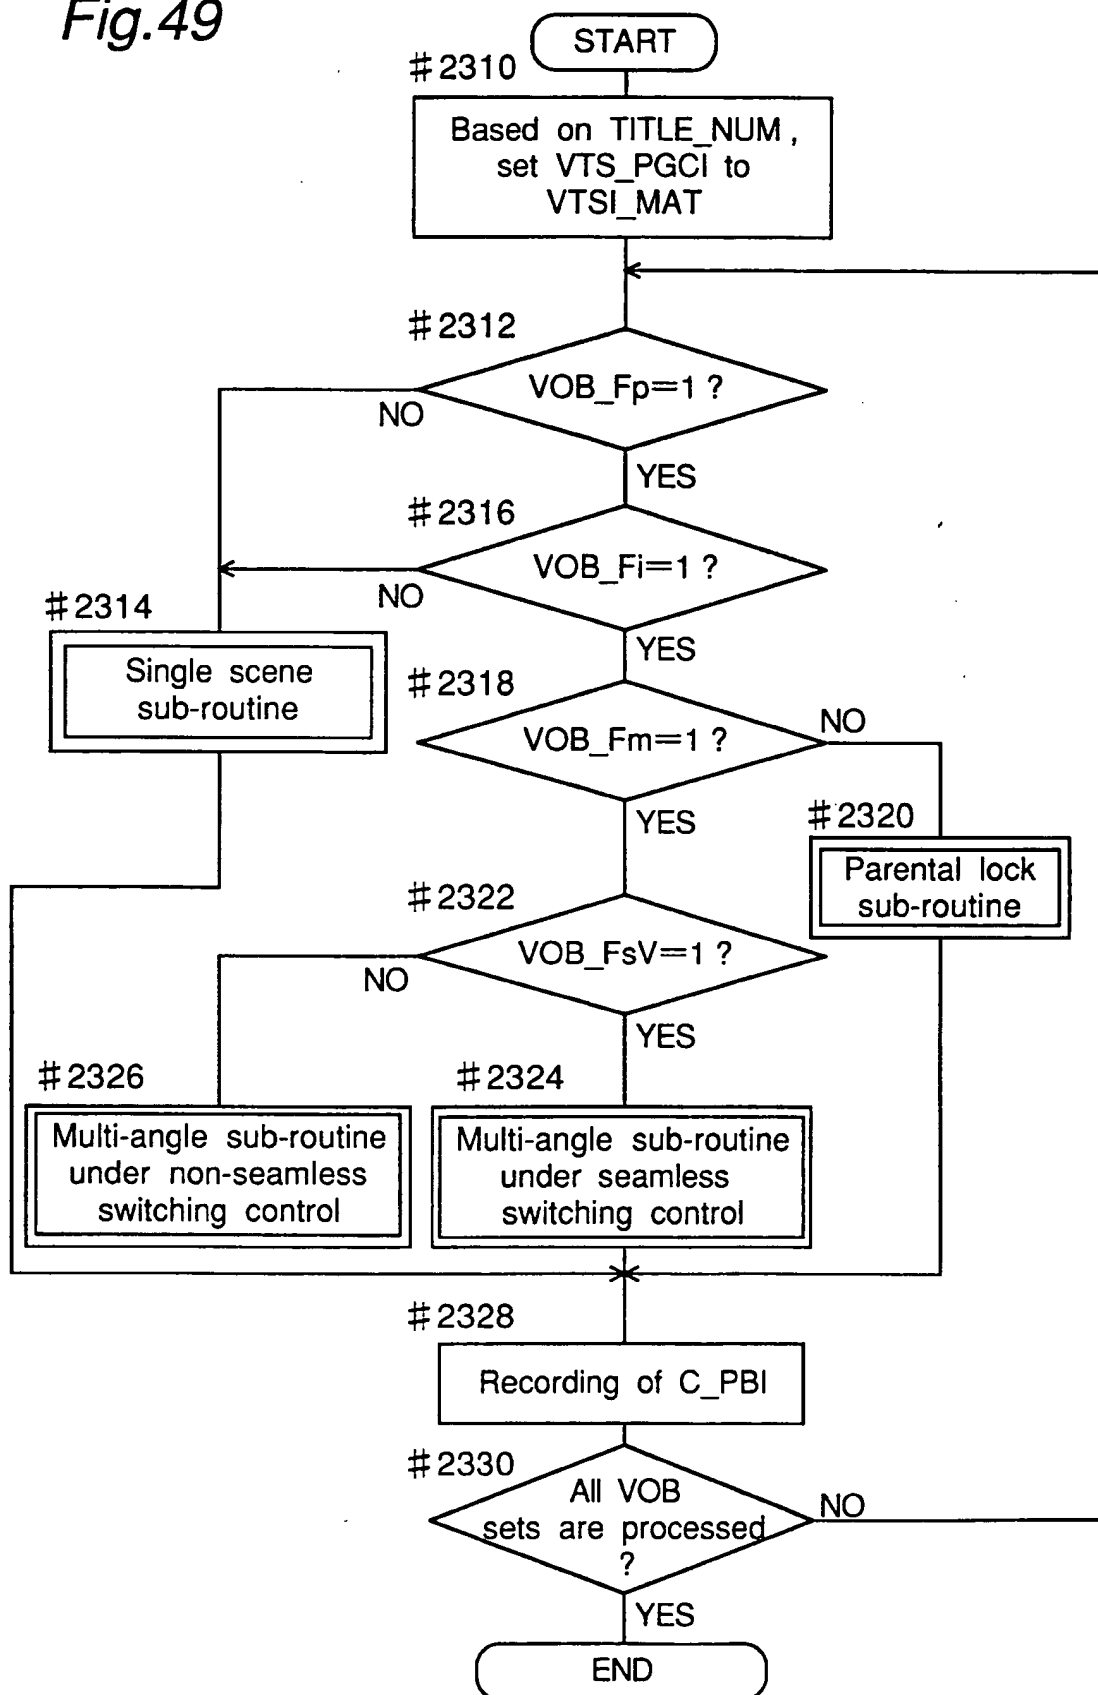 Fig.49
START
#2310
Based on TITLE_NUM,
set VTS_PGCI to
VTSI_MAT
#2312
VOB_Fp=1 ?
NO
YES
#2316
VOB_Fi=1 ?
NO
YES
#2314
Single scene
sub-routine
#2318
VOB_Fm=1 ?
NO
YES
#2320
Parental lock
sub-routine
#2322
VOB_FsV=1 ?
NO
YES
#2326
Multi-angle sub-routine
under non-seamless
switching control
#2324
Multi-angle sub-routine
under seamless
switching control
#2328
Recording of C_PBI
#2330
All VOB
sets are processed
?
NO
YES
END